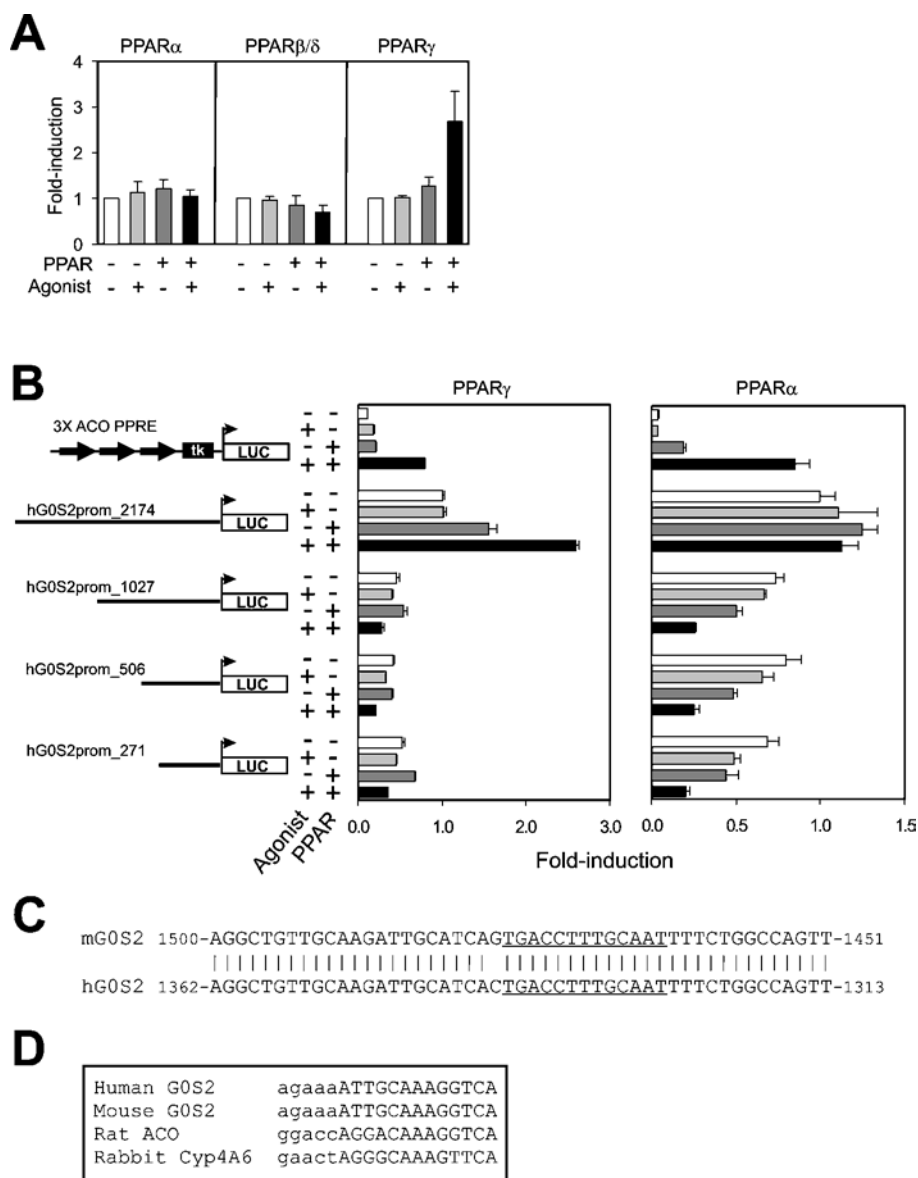 A
PPARα PPARβ/δ PPARγ
Fold-induction
4
3
2
1
0
PPAR - - + + - - + + - - + +
Agonist - + - + - + - + - + - +
B
PPARγ PPARα
3X ACO PPRE
tk LUC
- -
+ -
- +
+ +
hG0S2prom_2174
LUC
- -
+ -
- +
+ +
hG0S2prom_1027
LUC
- -
+ -
- +
+ +
hG0S2prom_506
LUC
- -
+ -
- +
+ +
hG0S2prom_271
LUC
- -
+ -
- +
+ +
Agonist PPAR
0.0 1.0 2.0 3.0 0.0 0.5 1.0 1.5
Fold-induction
C
mG0S2 1500-AGGCTGTTGCAAGATTGCATCAGTGACCTTTGCAATTTTCTGGCCAGTT-1451
hG0S2 1362-AGGCTGTTGCAAGATTGCATCACTGACCTTTGCAATTTTCTGGCCAGTT-1313
D
Human G0S2 agaaaATTGCAAAGGTCA
Mouse G0S2 agaaaATTGCAAAGGTCA
Rat ACO ggaccAGGACAAAGGTCA
Rabbit Cyp4A6 gaactAGGGCAAAGTTCA